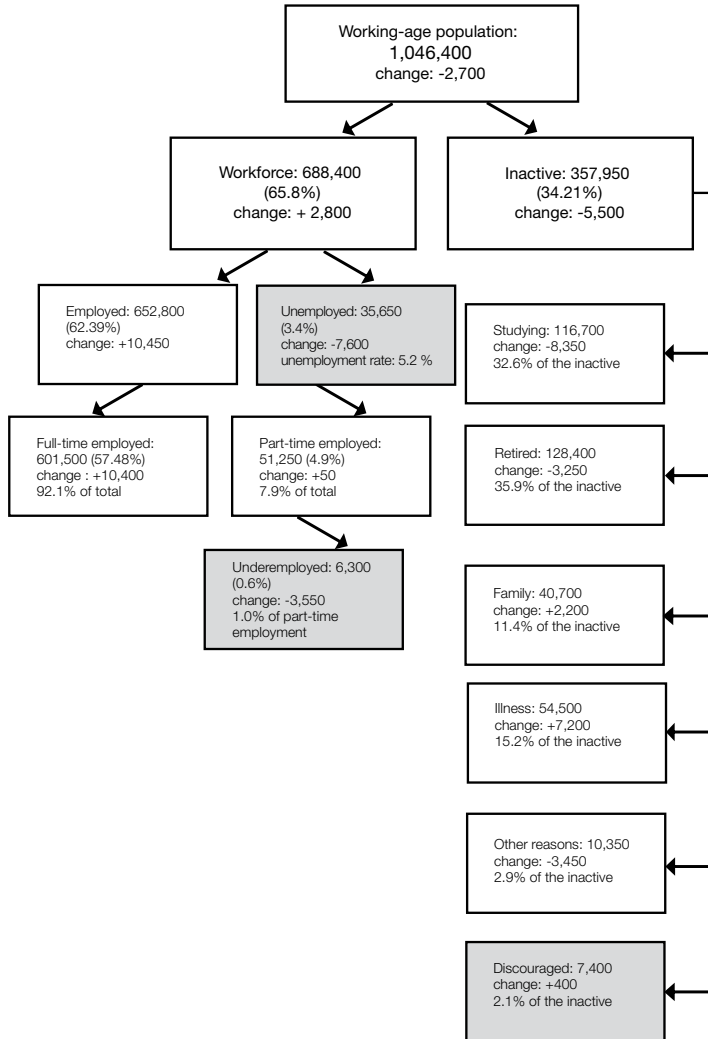 Working-age population:
1,046,400
change: -2,700
Workforce: 688,400
(65.8%)
change: + 2,800
Inactive: 357,950
(34.21%)
change: -5,500
Employed: 652,800
(62.39%)
change: +10,450
Unemployed: 35,650
(3.4%)
change: -7,600
unemployment rate: 5.2 %
Studying: 116,700
change: -8,350
32.6% of the inactive
Full-time employed:
601,500 (57.48%)
change : +10,400
92.1% of total
Part-time employed:
51,250 (4.9%)
change: +50
7.9% of total
Retired: 128,400
change: -3,250
35.9% of the inactive
Underemployed: 6,300
(0.6%)
change: -3,550
1.0% of part-time
employment
Family: 40,700
change: +2,200
11.4% of the inactive
Illness: 54,500
change: +7,200
15.2% of the inactive
Other reasons: 10,350
change: -3,450
2.9% of the inactive
Discouraged: 7,400
change: +400
2.1% of the inactive